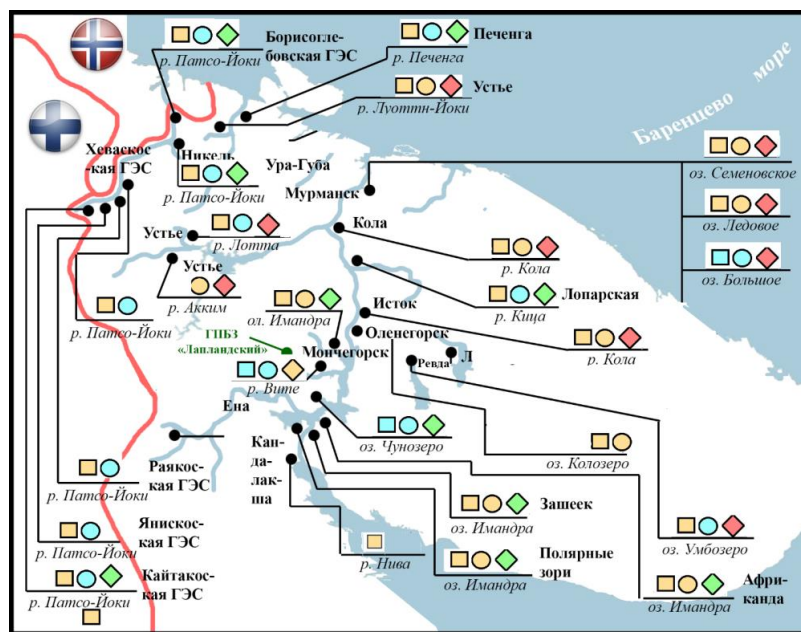 Борисогле-
бовская ГЭС
р. Патсо-Йоки
Печенга
р. Печенга
Устье
р. Луоттн-Йоки
Баренцево море
Хеваскос
-кая ГЭС
Никель
р. Патсо-Йоки
Ура-Губа
Мурманск
оз. Семеновское
оз. Ледовое
оз. Большое
Устье
р. Лотта
Кола
р. Кола
Устье
р. Акким
р. Патсо-Йоки
Лопарская
р. Кица
Исток
ол. Имандра
Оленегорск
р. Кола
ГПБЗ
«Лапландский»
Мончегорск
Ревда
Л
р. Вите
Ена
оз. Чунозеро
оз. Колозеро
Раякос-
кая ГЭС
р. Патсо-Йоки
Кан-
да-
лак-
ша
Зашеек
оз. Имандра
Янискос-
кая ГЭС
р. Патсо-Йоки
р. Нива
Полярные
зори
оз. Имандра
оз. Умбозеро
Кайтакос-
кая ГЭС
р. Патсо-Йоки
Афри-
канда
оз. Имандра